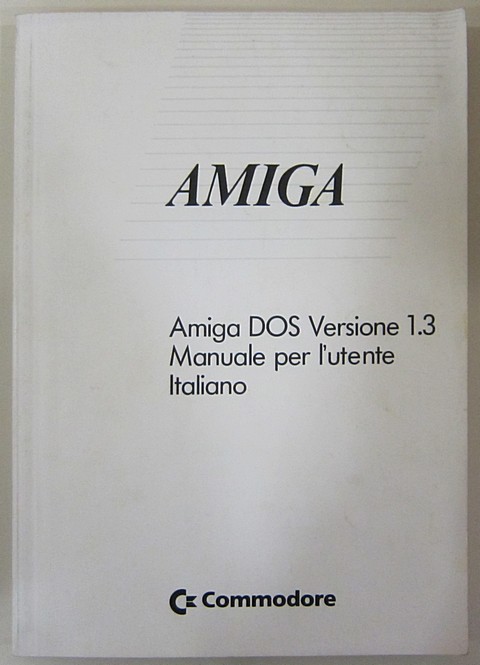 AMIGA
Amiga DOS Versione 1.3
Manuale per l'utente
Italiano
Commodore